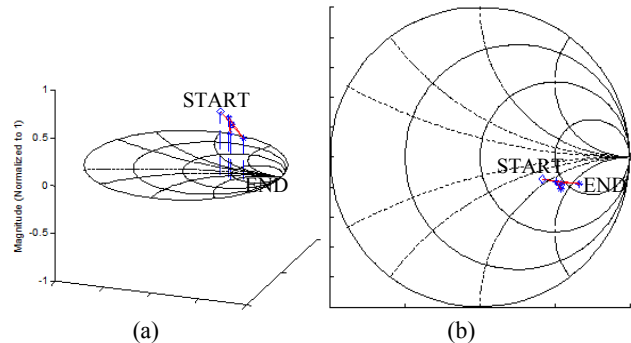 1
START
0.5
0
END
-0.5
-1
Magnitude (Normalized to 1)
START
END
(a)
(b)